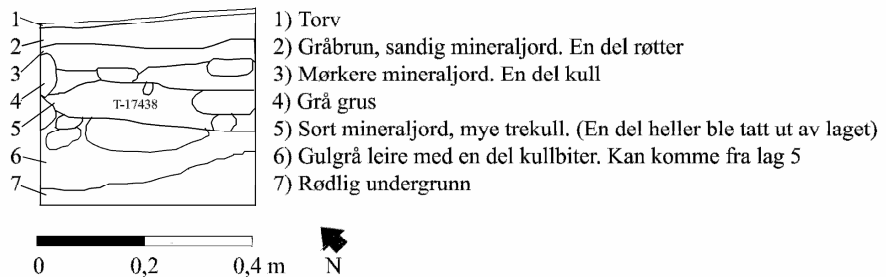 1
2
3
4
5
6
7
T-17438
1) Torv
2) Gråbrun, sandig mineraljord. En del røtter
3) Mørkere mineraljord. En del kull
4) Grå grus
5) Sort mineraljord, mye trekull. (En del heller ble tatt ut av laget)
6) Gulgrå leire med en del kullbiter. Kan komme fra lag 5
7) Rødlig undergrunn
0 0,2 0,4 m N